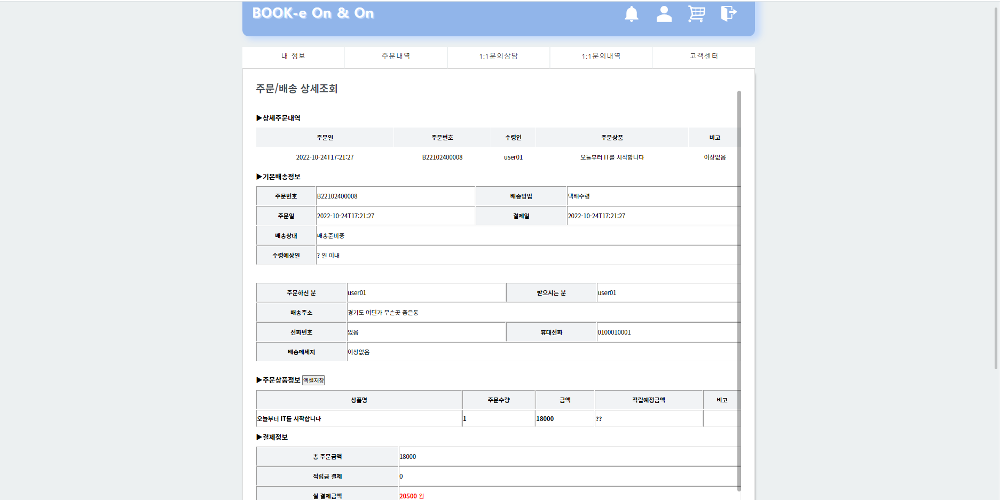 BOOK-e On & On
내 정보 주문내역 1:1문의상담 1:1문의내역 고객센터
주문/배송 상세조회
▶상세주문내역
주문일 주문번호 수령인 주문상품 비고
2022-10-24T17:21:27 B22102400008 user01 오늘부터 IT를 시작합니다 이상없음
▶기본배송정보
주문번호 B22102400008 배송방법 택배수령
주문일 2022-10-24T17:21:27 결제일 2022-10-24T17:21:27
배송상태 배송준비중
수령예상일 ? 일 이내
주문하신 분 user01 받으시는 분 user01
배송주소 경기도 어딘가 무슨곳 좋은동
전화번호 없음 휴대전화 0100010001
배송메세지 이상없음
▶주문상품정보 엑셀저장
상품명 주문수량 금액 적립예정금액 비고
오늘부터 IT를 시작합니다 1 18000 ??
▶결제정보
총 주문금액 18000
적립금 결제 0
실 결제금액 20500 원